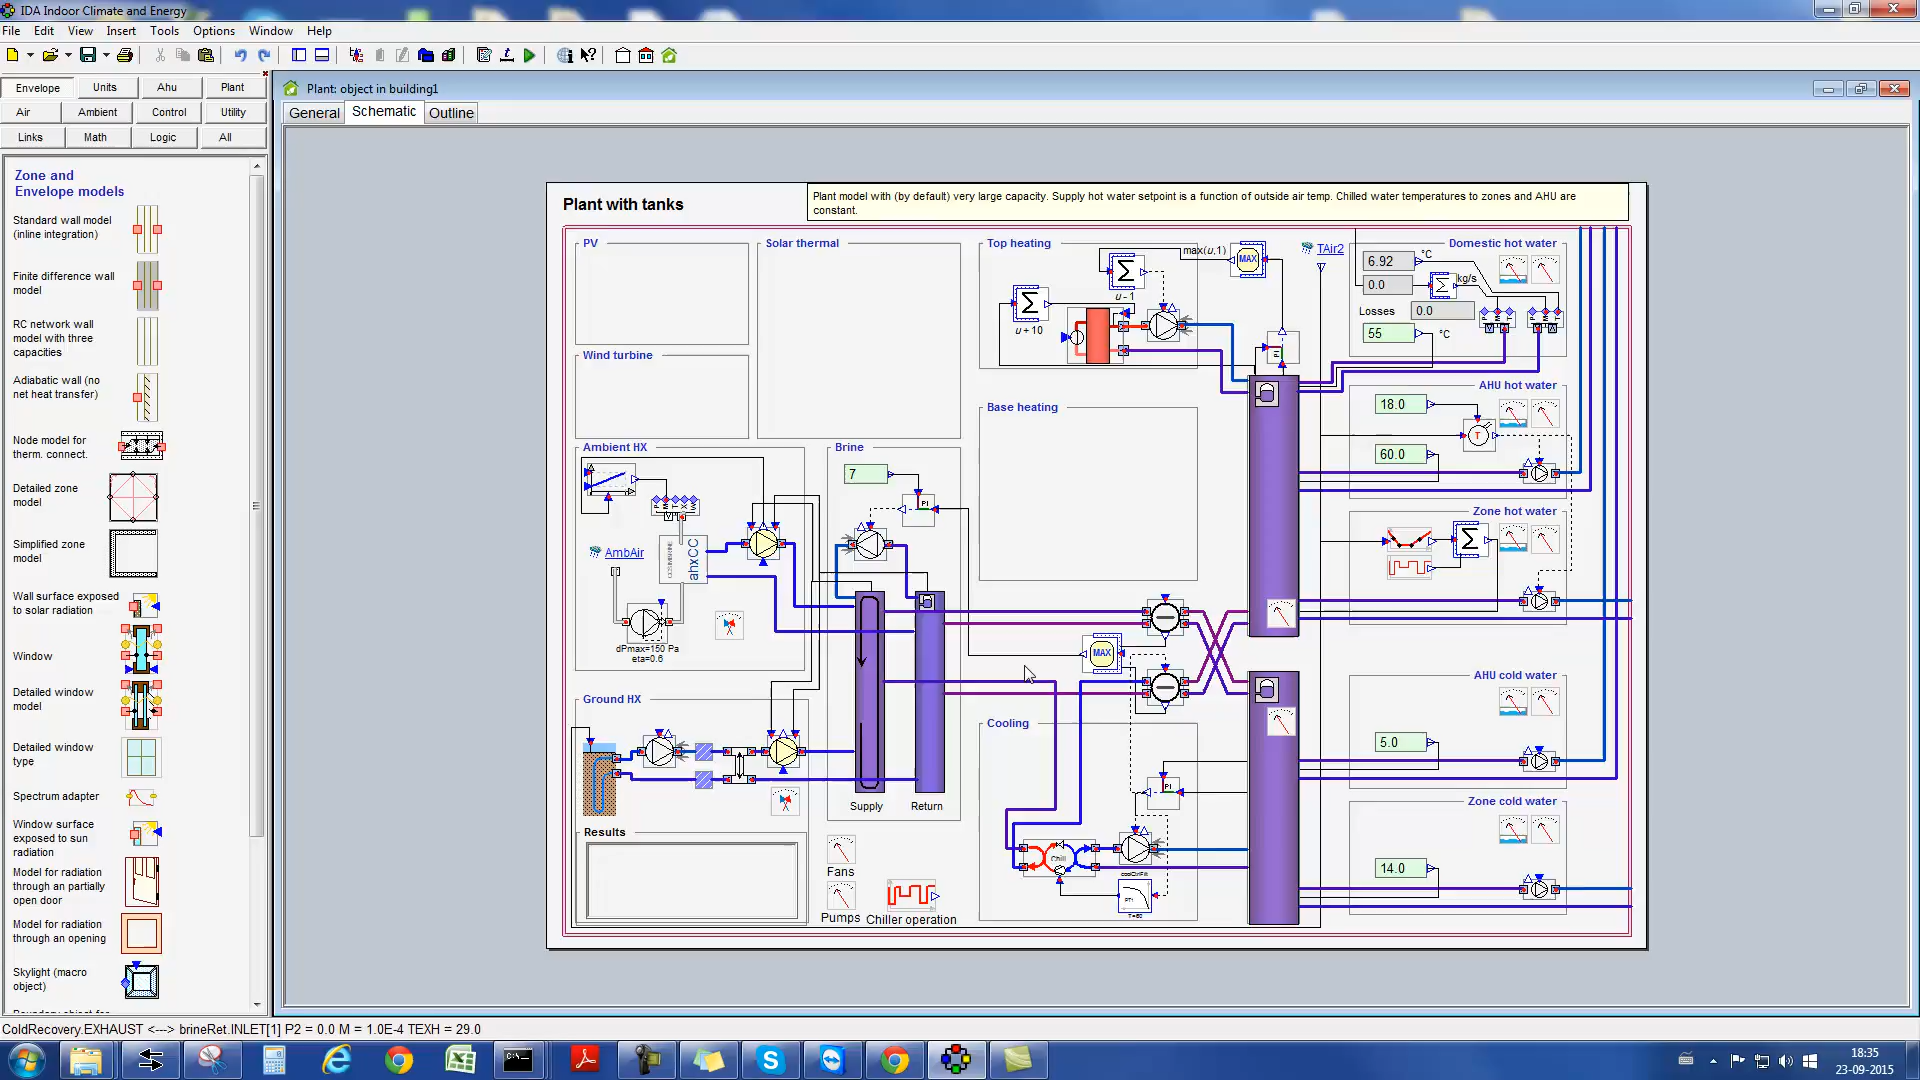 IDA Indoor Climate and Energy
File Edit View Insert Tools Options Window Help
Envelope Units Ahu Plant
Air Ambient Control Utility
Links Math Logic All
Zone and
Envelope models
Standard wall model
(inline integration)
Finite difference wall
model
RC network wall
model with three
capacities
Adiabatic wall (no
net heat transfer)
Node model for
therm. connect.
Detailed zone
model
Simplified zone
model
Wall surface exposed
to solar radiation
Window
Detailed window
model
Detailed window
type
Spectrum adapter
Window surface
exposed to sun
radiation
Model for radiation
through an partially
open door
Model for radiation
through an opening
Skylight (macro
object)
Plant: object in building1
General Schematic Outline
Plant with tanks
Plant model with (by default) very large capacity. Supply hot water setpoint is a function of outside air temp. Chilled water temperatures to zones and AHU are
constant.
PV
Solar thermal
Wind turbine
Top heating
max(u,1)
MAX
u - 1
u + 10
PI
TAir2
Domestic hot water
6.92 °C
0.0 kg/s
Losses 0.0
55 °C
AHU hot water
18.0
T
60.0
Zone hot water
Base heating
Ambient HX
AmbAir
ahxCC
dPmax=150 Pa
eta=0.6
Brine
7
PI
MAX
Ground HX
Supply Return
Results
Fans
Pumps
Chiller operation
Cooling
PI
Chill
coolCtrlFilt
PT1
T=60
AHU cold water
5.0
Zone cold water
14.0
ColdRecovery.EXHAUST <---> brineRet.INLET[1] P2 = 0.0 M = 1.0E-4 TEXH = 29.0
18:35
23-09-2015